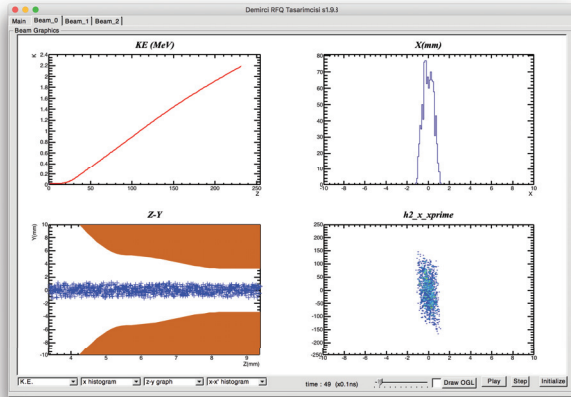 Demirci RFQ Tasarimcisi s1.9.8
Main Beam_0 Beam_1 Beam_2
Beam Graphics
KE (MeV)
K
2.4
2.2
2
1.8
1.6
1.4
1.2
1
0.8
0.6
0.4
0.2
0
0 50 100 150 200 250
Z
X(mm)
80
70
60
50
40
30
20
10
0
-10 -8 -6 -4 -2 0 2 4 6 8 10
X
Z-Y
Y(mm)
10
8
6
4
2
0
-2
-4
-6
-8
-10
4 5 6 7 8 9
Z(mm)
h2_x_xprime
250
200
150
100
50
0
-50
-100
-150
-200
-250
-10 -8 -6 -4 -2 0 2 4 6 8 10
K.E. x histogram z-y graph x-x' histogram time : 49 (x0.1ns) Draw OGL Play Step Initialize